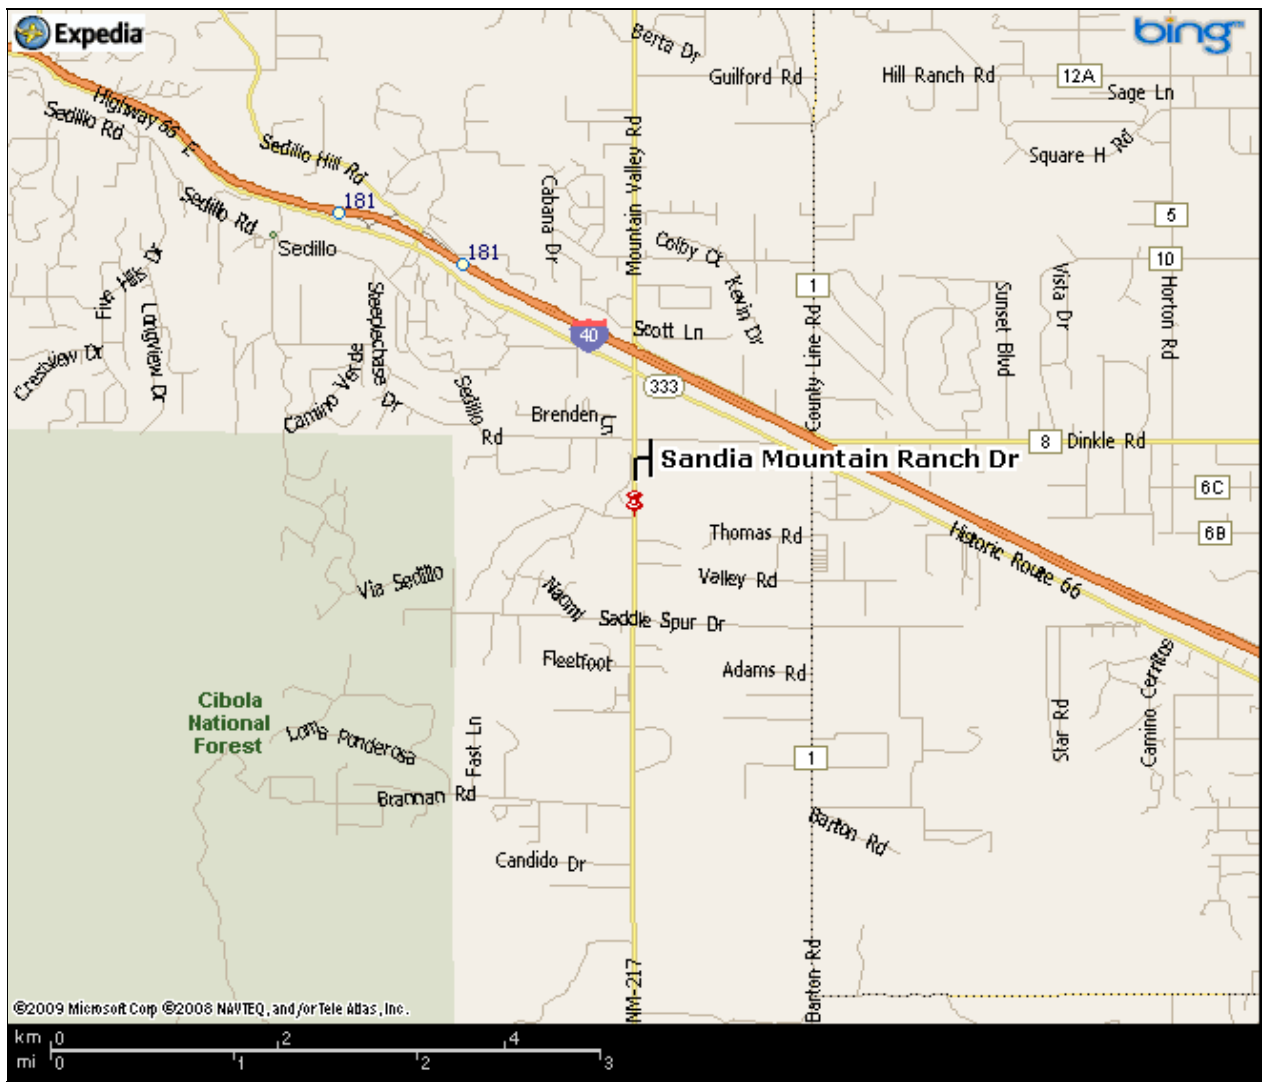 Expedia
bing™
Berta Dr
Guilford Rd
Hill Ranch Rd
12A
Sage Ln
Highway 66 E
Sedillo Rd
Sedillo Hill Rd
Mountain Valley Rd
Square H Rd
181
Sedillo Rd
Cabana Dr
5
Sedillo
181
Colby Ct
10
Five Hills Dr
Longview Dr
Steeplechase Dr
Kevin Dr
1
County Line Rd
Sunset Blvd
Vista Dr
Horton Rd
40
Scott Ln
Crestview Dr
Camino Verde
333
Sedillo Rd
Brenden Ln
8
Dinkle Rd
Sandia Mountain Ranch Dr
6C
Thomas Rd
Historic Route 66
6B
Via Sedillo
Naomi
Valley Rd
Saddle Spur Dr
Fleetfoot
Adams Rd
Camino Cerritos
Star Rd
Cibola
National
Forest
Loma Ponderosa
Fast Ln
1
Brannan Rd
Barton Rd
Candido Dr
NM-217
Barton Rd
©2009 Microsoft Corp ©2008 NAVTEQ, and/or Tele Atlas, Inc.
km 0 2 4
mi 0 1 2 3